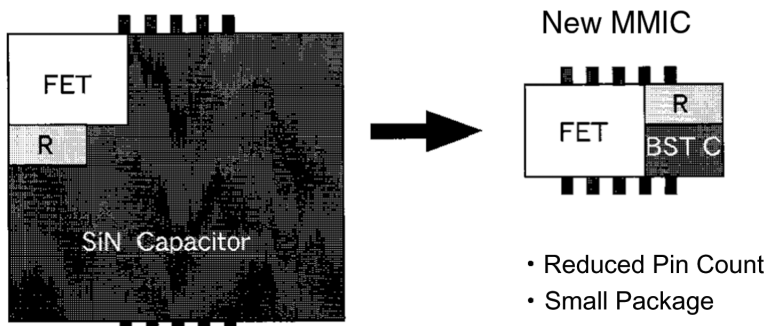 New MMIC
FET
R
SiN Capacitor
FET
R
BST C
・Reduced Pin Count
・Small Package